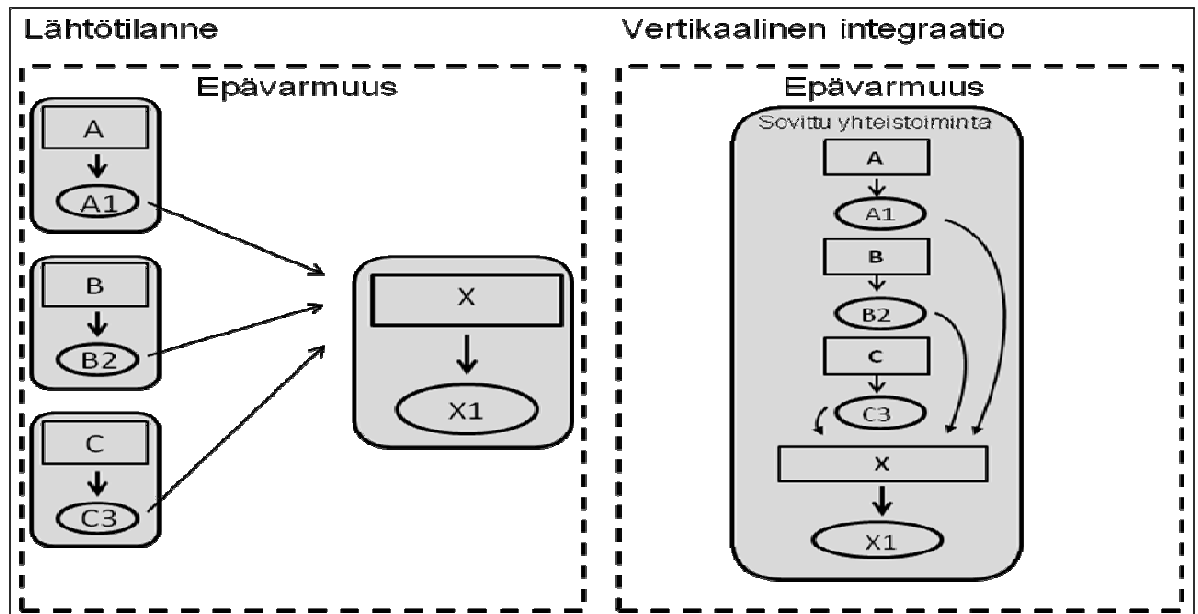 Lähtötilanne
Epävarmuus
A
A1
B
B2
C
C3
X
X1
Vertikaalinen integraatio
Epävarmuus
Sovittu yhteistoiminta
A
A1
B
B2
C
C3
X
X1